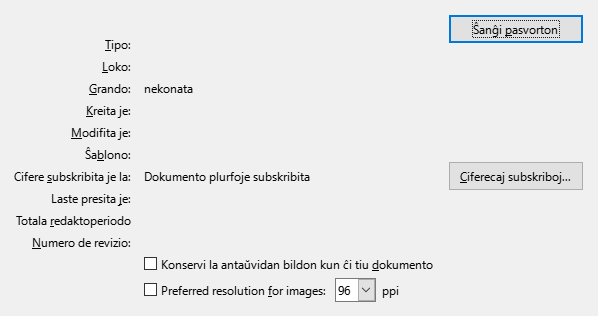 Ŝanĝi pasvorton
Tipo:
Loko:
Grando: nekonata
Kreita je:
Modifita je:
Ŝablono:
Cifere subskribita je la: Dokumento plurfoje subskribita Ciferecaj subskriboj...
Laste presita je:
Totala redaktoperiodo
Numero de revizio:
Konservi la antaŭvidan bildon kun ĉi tiu dokumento
Preferred resolution for images: 96 ppi